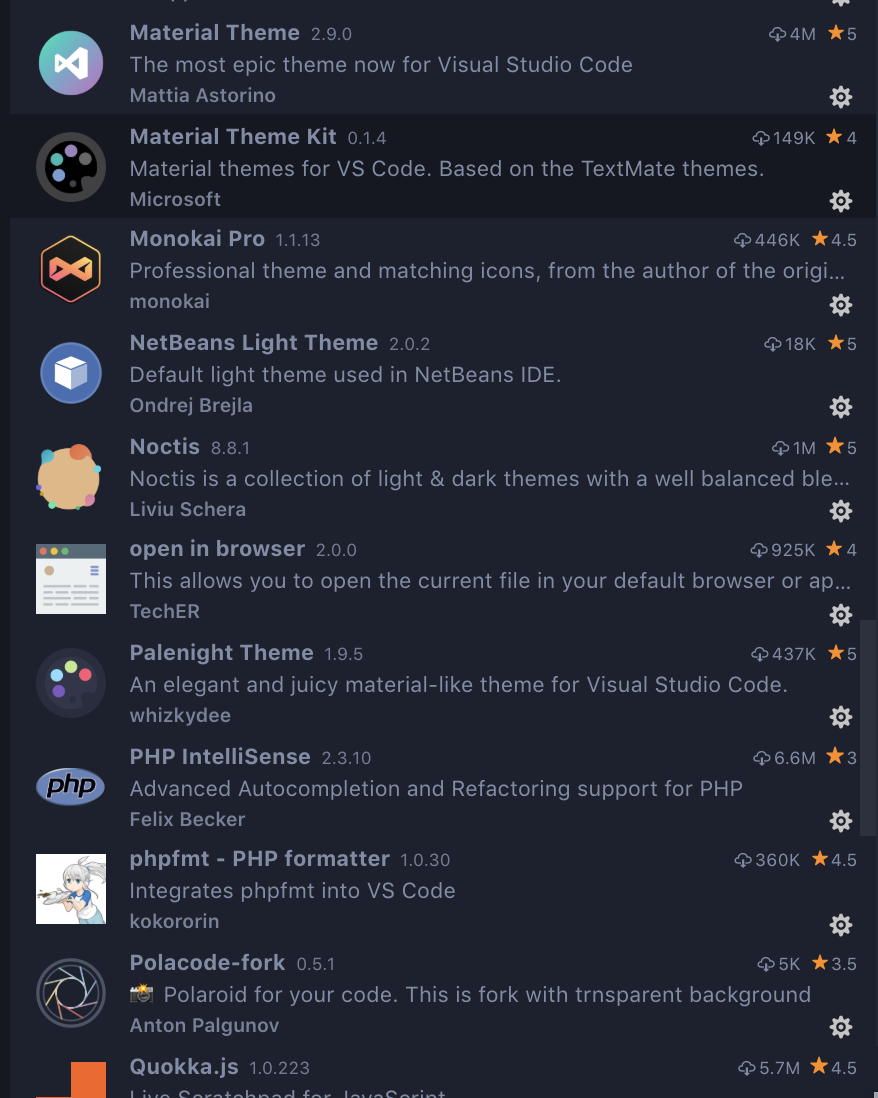 Material Theme 2.9.0 4M 5
The most epic theme now for Visual Studio Code
Mattia Astorino
Material Theme Kit 0.1.4 149K 4
Material themes for VS Code. Based on the TextMate themes.
Microsoft
Monokai Pro 1.1.13 446K 4.5
Professional theme and matching icons, from the author of the origi...
monokai
NetBeans Light Theme 2.0.2 18K 5
Default light theme used in NetBeans IDE.
Ondrej Brejla
Noctis 8.8.1 1M 5
Noctis is a collection of light & dark themes with a well balanced ble...
Liviu Schera
open in browser 2.0.0 925K 4
This allows you to open the current file in your default browser or ap...
TechER
Palenight Theme 1.9.5 437K 5
An elegant and juicy material-like theme for Visual Studio Code.
whizkydee
PHP IntelliSense 2.3.10 6.6M 3
php
Advanced Autocompletion and Refactoring support for PHP
Felix Becker
phpfmt - PHP formatter 1.0.30 360K 4.5
Integrates phpfmt into VS Code
kokororin
Polacode-fork 0.5.1 5K 3.5
📸 Polaroid for your code. This is fork with trnsparent background
Anton Palgunov
Quokka.js 1.0.223 5.7M 4.5
Live Scratchpad for JavaScript